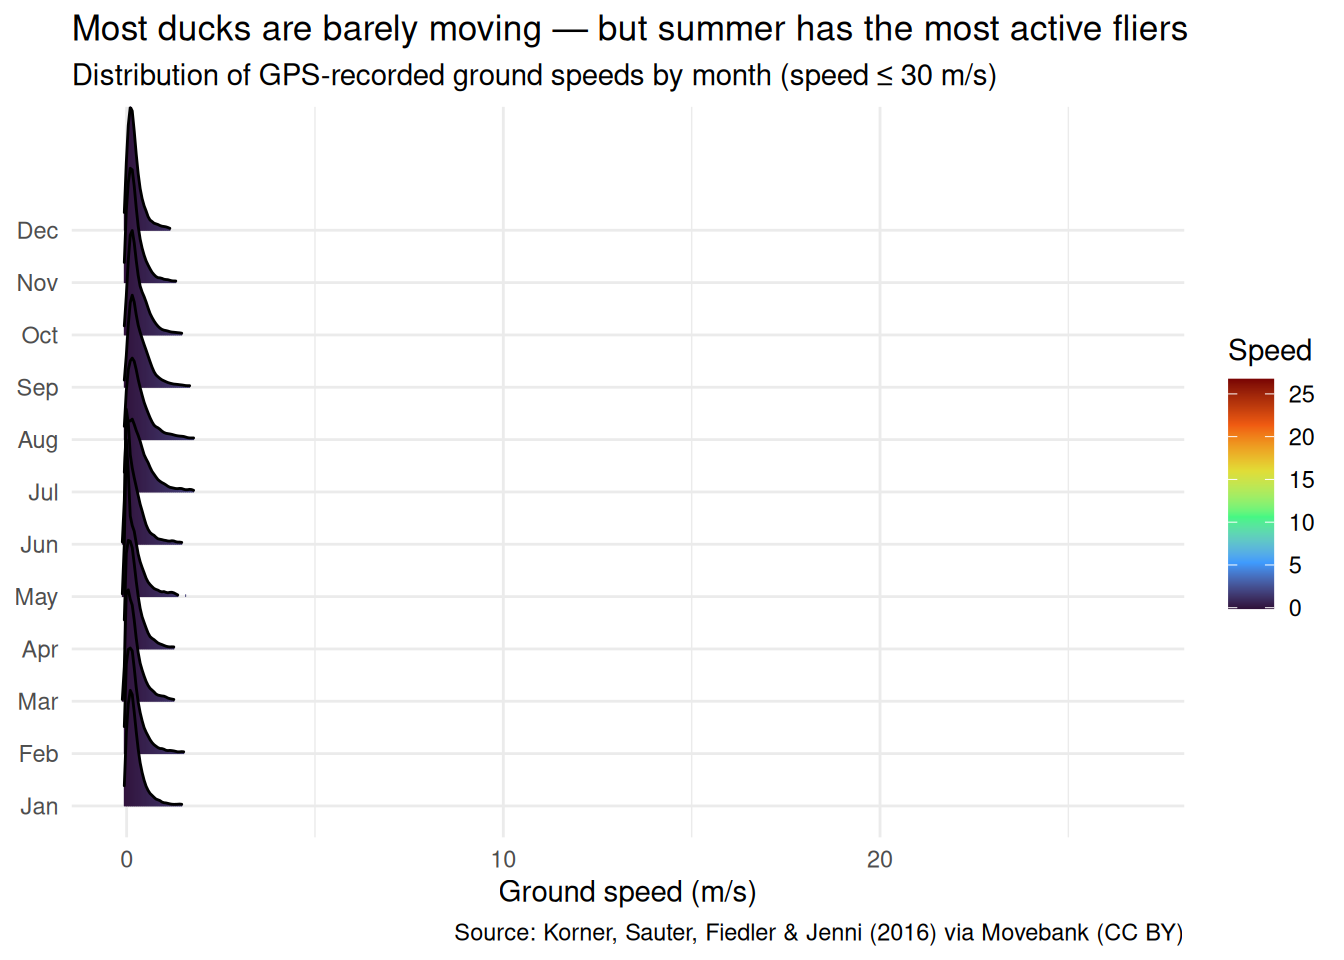 Most ducks are barely moving — but summer has the most active fliers
Distribution of GPS-recorded ground speeds by month (speed ≤ 30 m/s)
Dec
Nov
Oct
Sep
Aug
Jul
Jun
May
Apr
Mar
Feb
Jan
0 10 20
Ground speed (m/s)
Speed
25
20
15
10
5
0
Source: Korner, Sauter, Fiedler & Jenni (2016) via Movebank (CC BY)